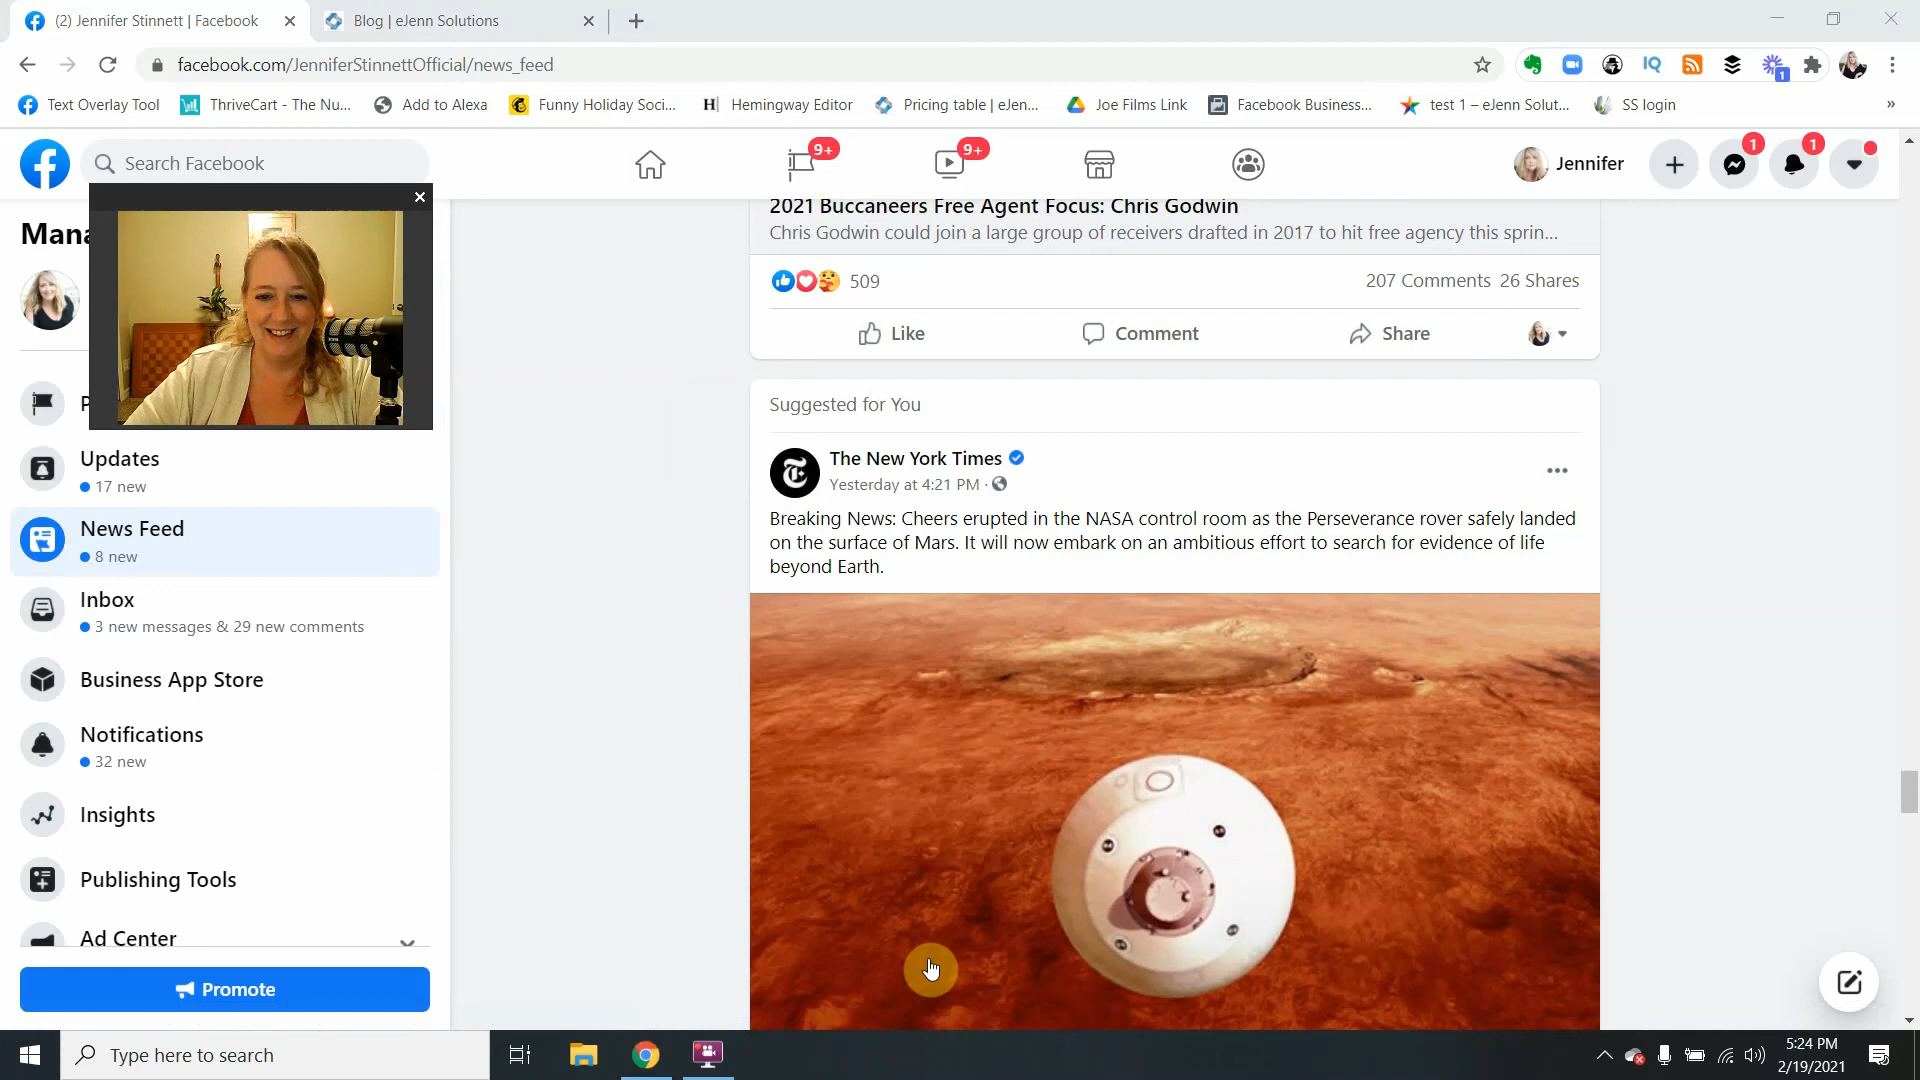 (2) Jennifer Stinnett | Facebook
Blog | eJenn Solutions
facebook.com/JenniferStinnettOfficial/news_feed
1
Text Overlay Tool
ThriveCart - The Nu...
Add to Alexa
Funny Holiday Soci...
Hemingway Editor
Pricing table | eJen...
Joe Films Link
Facebook Business...
test 1 – eJenn Solut...
SS login
Search Facebook
9+
9+
Jennifer
1
1
2021 Buccaneers Free Agent Focus: Chris Godwin
Chris Godwin could join a large group of receivers drafted in 2017 to hit free agency this sprin...
509
207 Comments 26 Shares
Like
Comment
Share
Mana
P
Updates
17 new
News Feed
8 new
Inbox
3 new messages & 29 new comments
Business App Store
Notifications
32 new
Insights
Publishing Tools
Ad Center
Promote
Suggested for You
The New York Times
Yesterday at 4:21 PM ·
Breaking News: Cheers erupted in the NASA control room as the Perseverance rover safely landed
on the surface of Mars. It will now embark on an ambitious effort to search for evidence of life
beyond Earth.
Type here to search
5:24 PM
2/19/2021